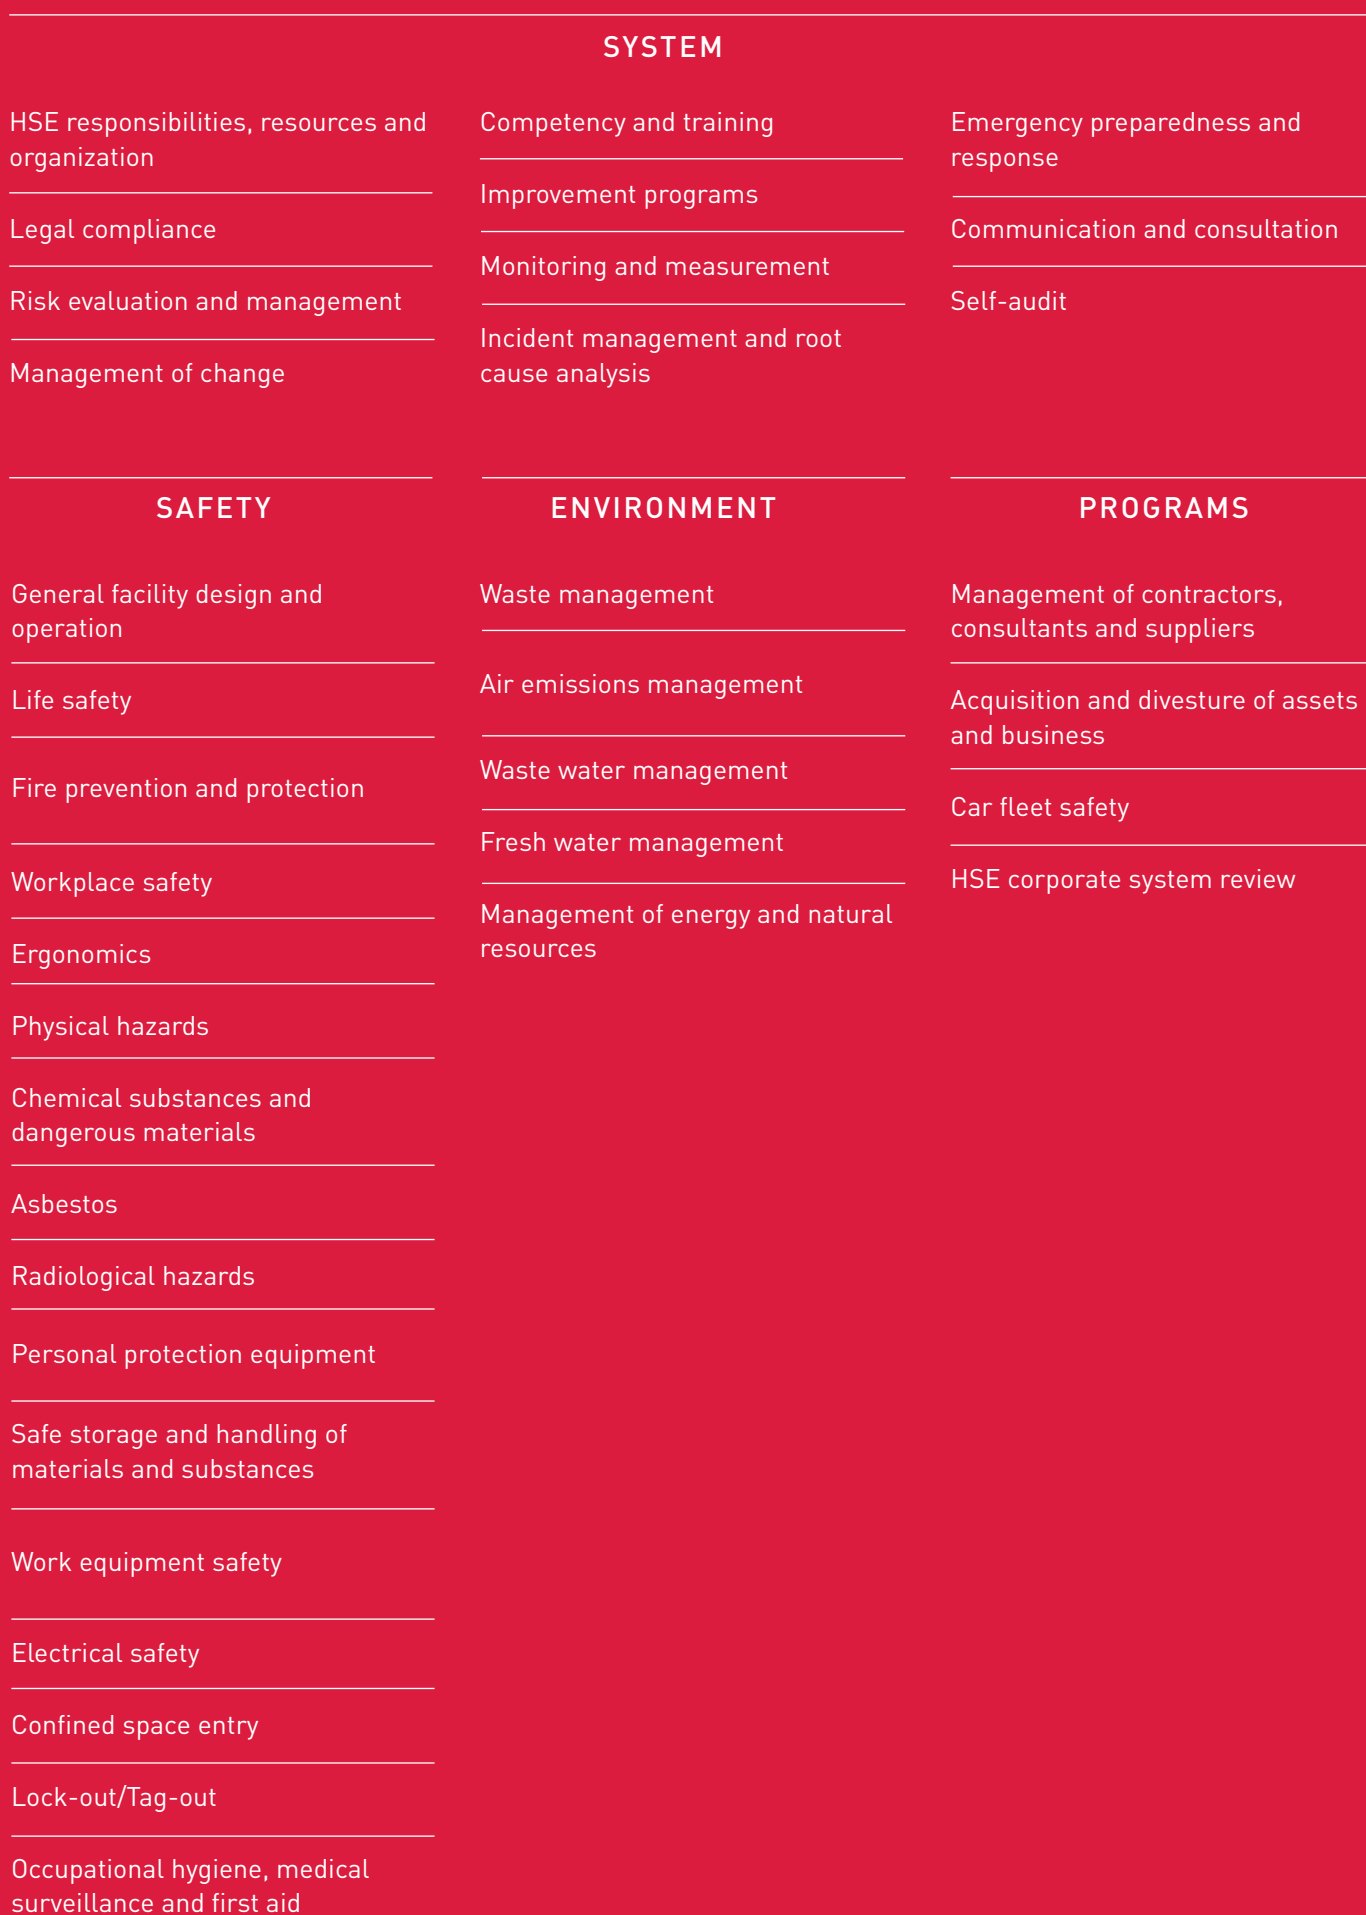 SYSTEM
HSE responsibilities, resources and
organization
Legal compliance
Risk evaluation and management
Management of change
Competency and training
Improvement programs
Monitoring and measurement
Incident management and root
cause analysis
Emergency preparedness and
response
Communication and consultation
Self-audit
SAFETY
General facility design and
operation
Life safety
Fire prevention and protection
Workplace safety
Ergonomics
Physical hazards
Chemical substances and
dangerous materials
Asbestos
Radiological hazards
Personal protection equipment
Safe storage and handling of
materials and substances
Work equipment safety
Electrical safety
Confined space entry
Lock-out/Tag-out
Occupational hygiene, medical
surveillance and first aid
ENVIRONMENT
Waste management
Air emissions management
Waste water management
Fresh water management
Management of energy and natural
resources
PROGRAMS
Management of contractors,
consultants and suppliers
Acquisition and divesture of assets
and business
Car fleet safety
HSE corporate system review